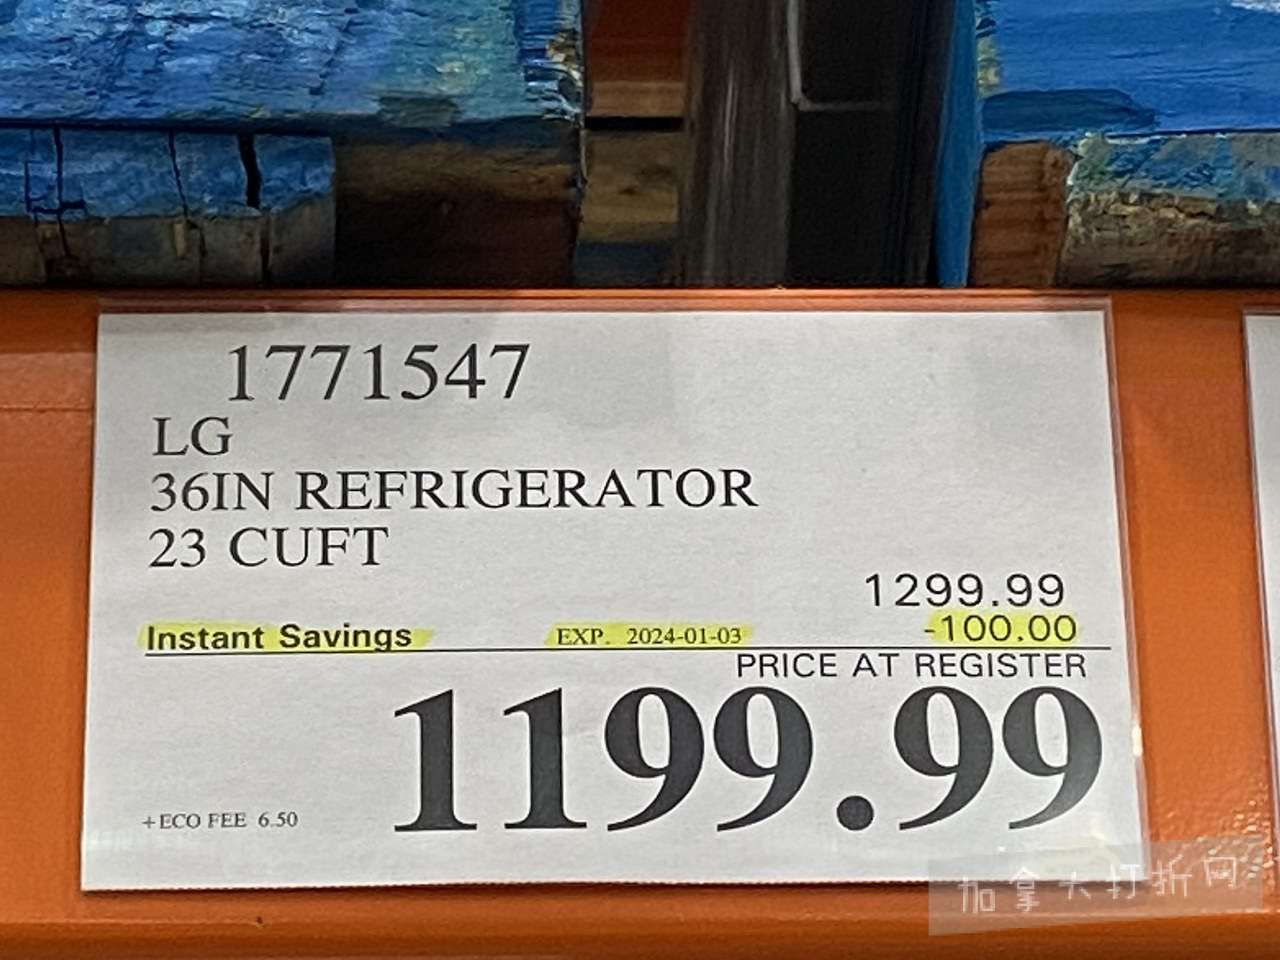 1771547
LG
36IN REFRIGERATOR
23 CUFT
1299.99
Instant Savings EXP. 2024-01-03 -100.00
PRICE AT REGISTER
1199.99
+ECO FEE 6.50
加拿大打折网